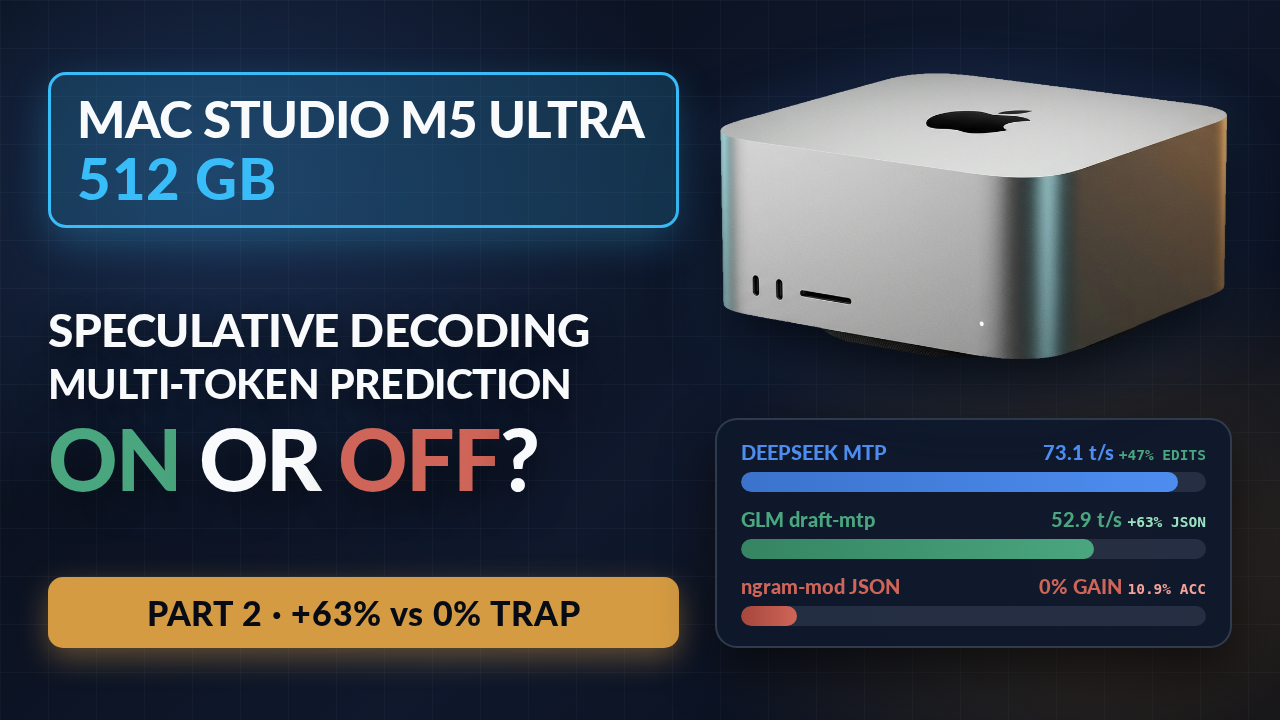 MAC STUDIO M5 ULTRA
512 GB
SPECULATIVE DECODING
MULTI-TOKEN PREDICTION
ON OR OFF?
PART 2 · +63% vs 0% TRAP
DEEPSEEK MTP 73.1 t/s +47% EDITS
GLM draft-mtp 52.9 t/s +63% JSON
ngram-mod JSON 0% GAIN 10.9% ACC